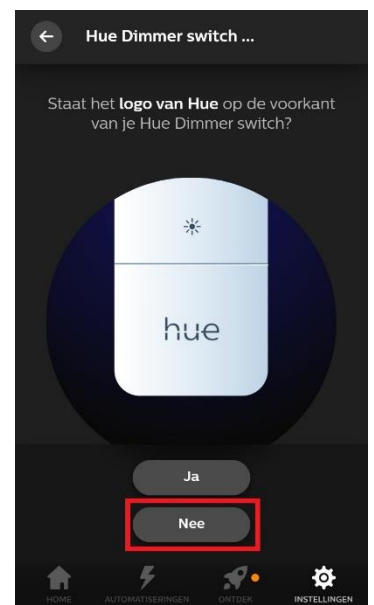 Hue Dimmer switch ...
Staat het logo van Hue op de voorkant
van je Hue Dimmer switch?
hue
Ja
Nee
HOME AUTOMATISERINGEN ONTDEK INSTELLINGEN